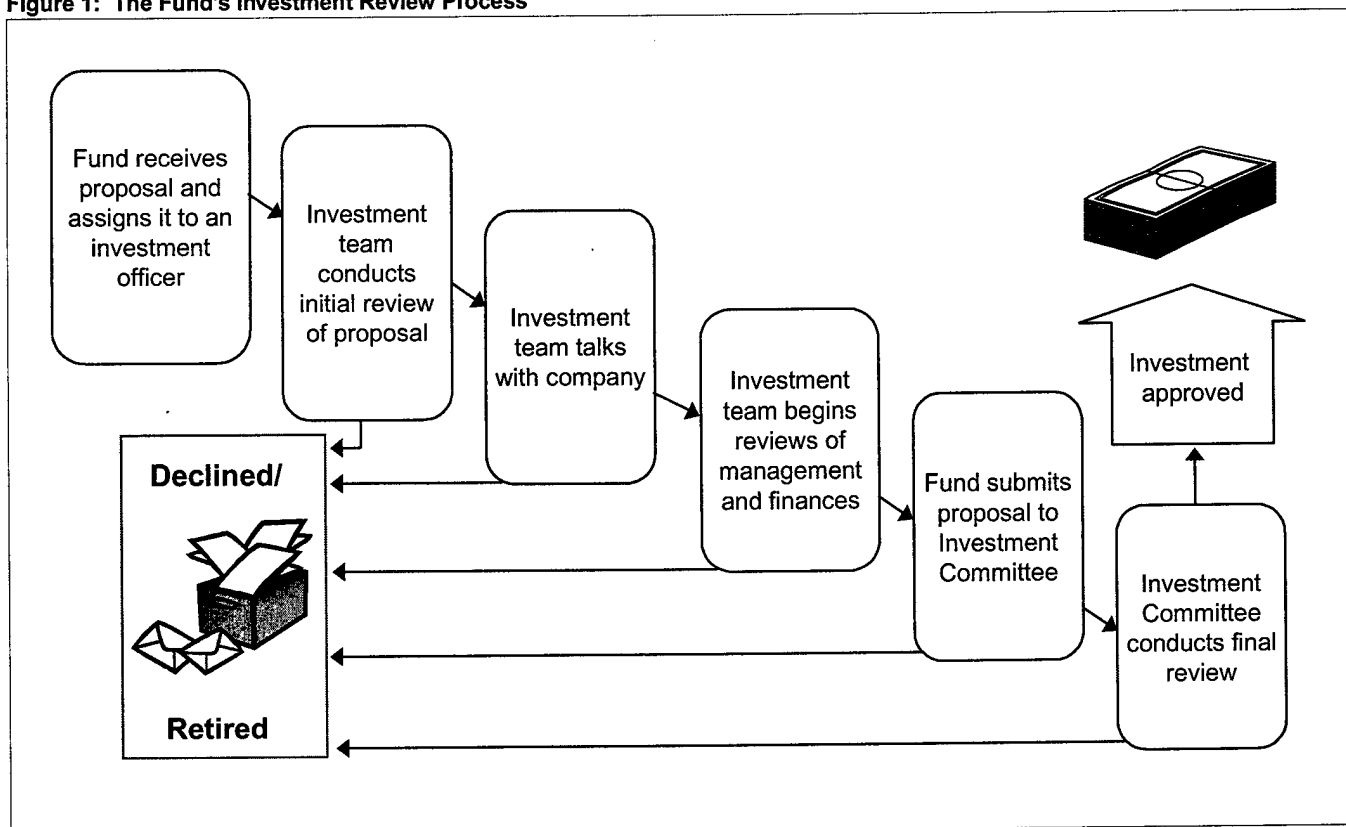 Figure 1: The Fund's Investment Review Process
Fund receives
proposal and
assigns it to an
investment
officer
Investment
team
conducts
initial review
of proposal
Investment
team talks
with company
Investment
team begins
reviews of
management
and finances
Fund submits
proposal to
Investment
Committee
Investment
Committee
conducts final
review
Investment
approved
Declined/
Retired